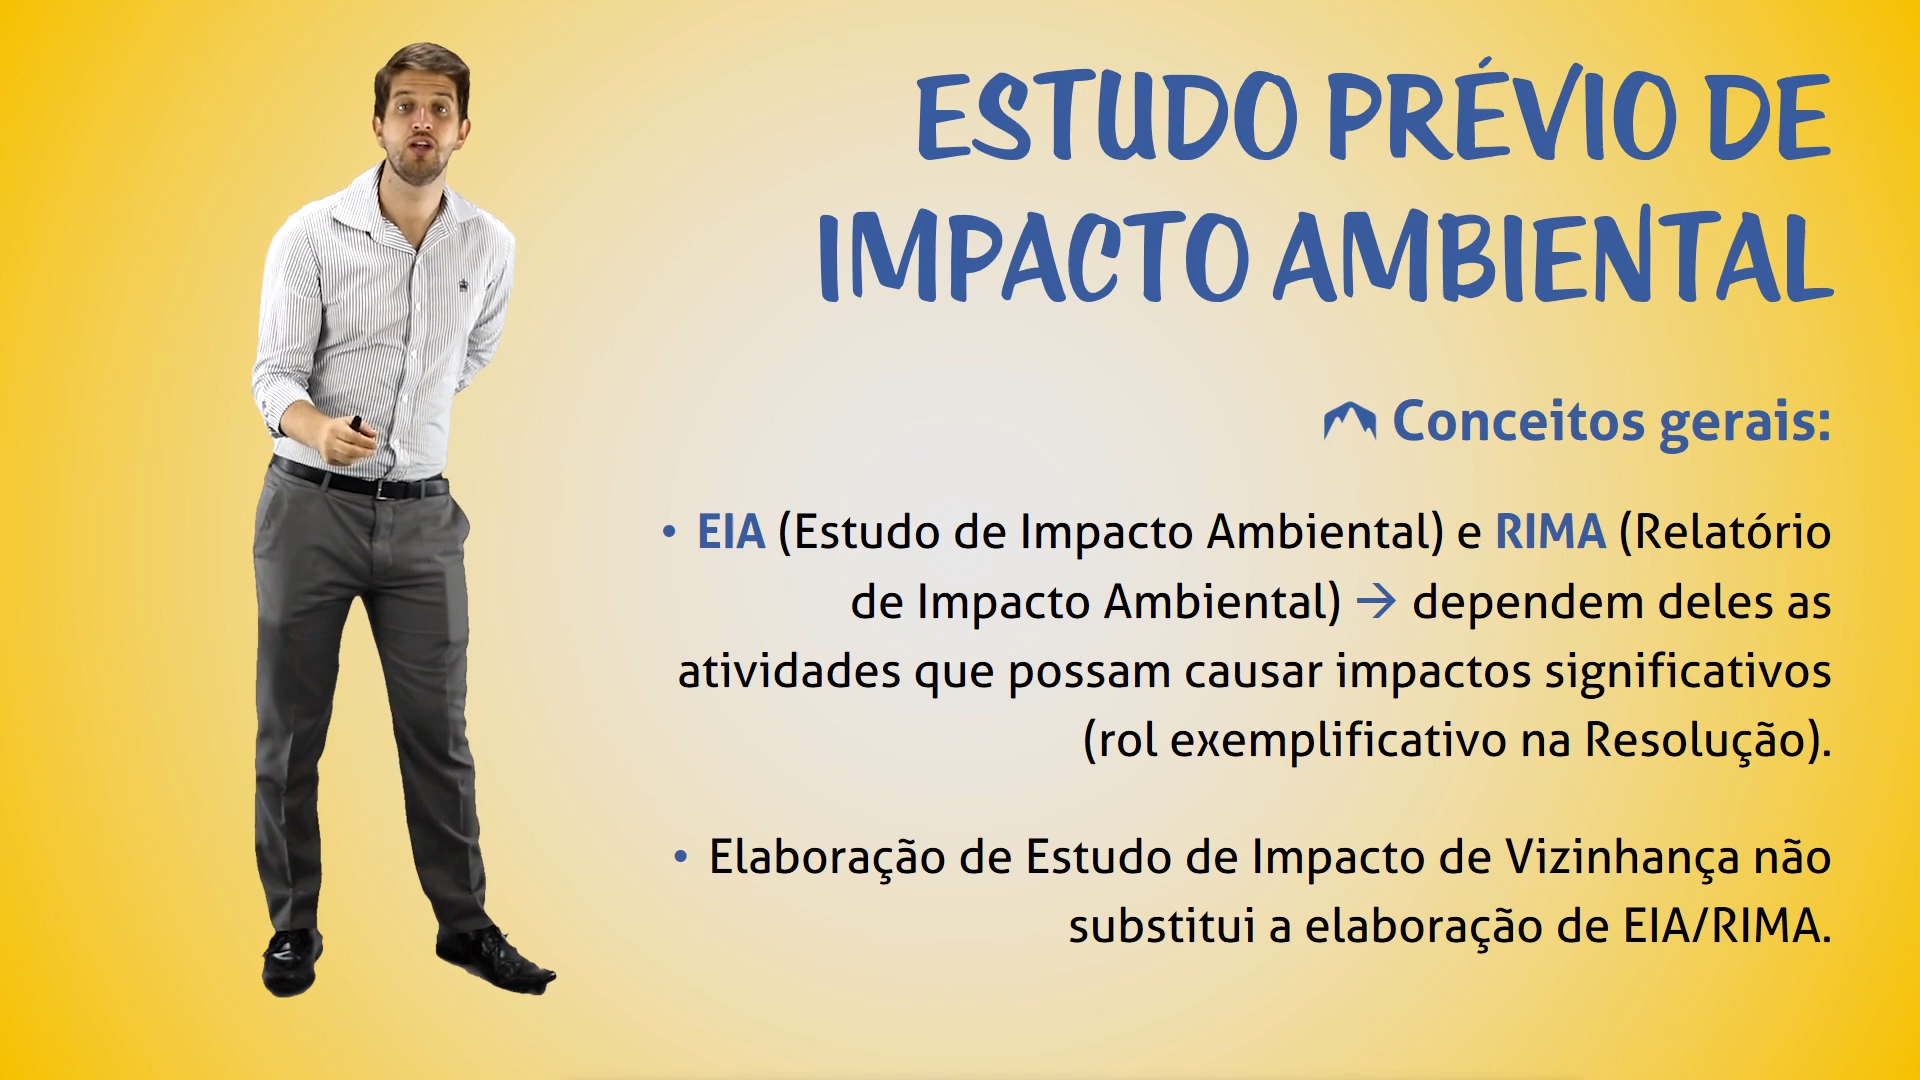 ESTUDO PRÉVIO DE
IMPACTO AMBIENTAL
Conceitos gerais:
• EIA (Estudo de Impacto Ambiental) e RIMA (Relatório
de Impacto Ambiental) → dependem deles as
atividades que possam causar impactos significativos
(rol exemplificativo na Resolução).
• Elaboração de Estudo de Impacto de Vizinhança não
substitui a elaboração de EIA/RIMA.